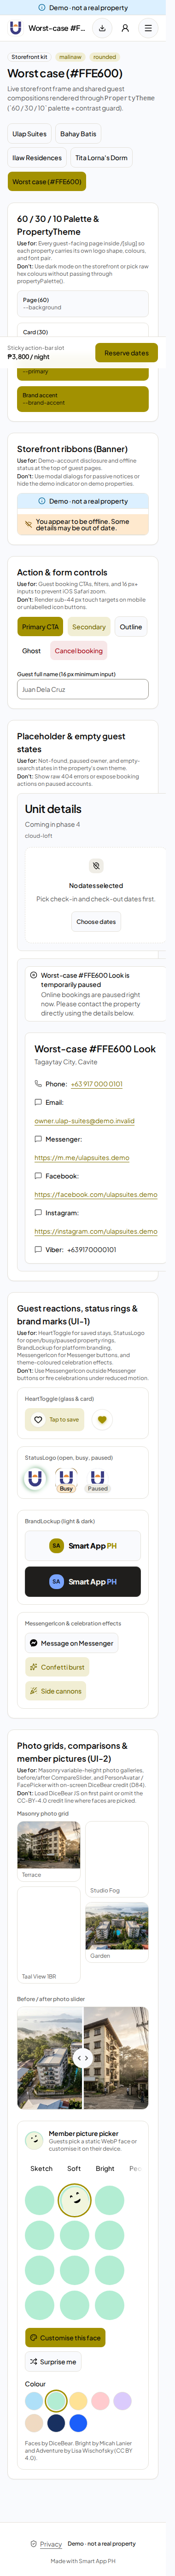 Demo · not a real property
Worst-case #F...
Storefront kit
malinaw
rounded
Worst case (#FFE600)
Live storefront frame and shared guest
compositions rendered through PropertyTheme
(`60 / 30 / 10` palette + contrast guard).
Ulap Suites
Bahay Batis
Ilaw Residences
Tita Lorna's Dorm
Worst case (#FFE600)
60 / 30 / 10 Palette &
PropertyTheme
Use for: Every guest-facing page inside /[slug] so
each property carries its own logo shape, colours,
and font pair.
Don't: Use dark mode on the storefront or pick raw
hex values without passing through
propertyPalette().
Page (60)
--background
Card (30)
Sticky action-bar slot
₱3,800 / night
Reserve dates
--primary
Brand accent
--brand-accent
Storefront ribbons (Banner)
Use for: Demo-account disclosure and offline
status at the top of guest pages.
Don't: Use modal dialogs for passive notices or
hide the demo indicator on demo properties.
Demo · not a real property
You appear to be offline. Some
details may be out of date.
Action & form controls
Use for: Guest booking CTAs, filters, and 16px+
inputs to prevent iOS Safari zoom.
Don't: Render sub-44 px touch targets on mobile
or unlabelled icon buttons.
Primary CTA
Secondary
Outline
Ghost
Cancel booking
Guest full name (16 px minimum input)
Juan Dela Cruz
Placeholder & empty guest
states
Use for: Not-found, paused owner, and empty-
search states in the property's own theme.
Don't: Show raw 404 errors or expose booking
actions on paused accounts.
Unit details
Coming in phase 4
cloud-loft
No dates selected
Pick check-in and check-out dates first.
Choose dates
Worst-case #FFE600 Look is
temporarily paused
Online bookings are paused right
now. Please contact the property
directly using the details below.
Worst-case #FFE600 Look
Tagaytay City, Cavite
Phone: +63 917 000 0101
Email:
owner.ulap-suites@demo.invalid
Messenger:
https://m.me/ulapsuites.demo
Facebook:
https://facebook.com/ulapsuites.demo
Instagram:
https://instagram.com/ulapsuites.demo
Viber: +639170000101
Guest reactions, status rings &
brand marks (UI-1)
Use for: HeartToggle for saved stays, StatusLogo
for open/busy/paused property rings,
BrandLockup for platform branding,
MessengerIcon for Messenger buttons, and
theme-coloured celebration effects.
Don't: Use MessengerIcon outside Messenger
buttons or fire celebrations under reduced motion.
HeartToggle (glass & card)
Tap to save
StatusLogo (open, busy, paused)
Busy
Paused
BrandLockup (light & dark)
SA Smart App PH
SA Smart App PH
MessengerIcon & celebration effects
Message on Messenger
Confetti burst
Side cannons
Photo grids, comparisons &
member pictures (UI-2)
Use for: Masonry variable-height photo galleries,
before/after CompareSlider, and PersonAvatar /
FacePicker with on-screen DiceBear credit (D84).
Don't: Load DiceBear JS on first paint or omit the
CC-BY-4.0 credit line where faces are picked.
Masonry photo grid
Terrace
Studio Fog
Taal View 1BR
Garden
Before / after photo slider
Member picture picker
Guests pick a static WebP face or
customise it on their device.
Sketch
Soft
Bright
Customise this face
Surprise me
Colour
Faces by DiceBear. Bright by Micah Lanier
and Adventure by Lisa Wischofsky (CC BY
4.0).
Privacy
Demo · not a real property
Made with Smart App PH